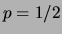 p = 1/2